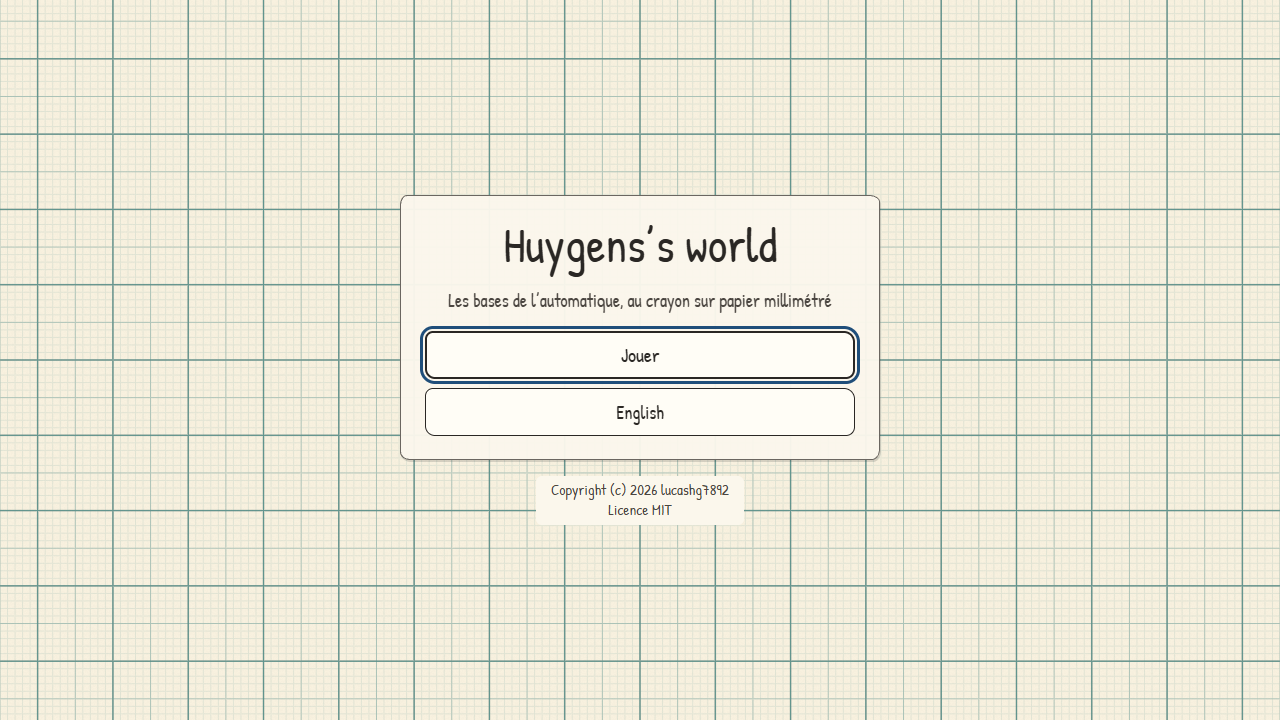 Huygens's world
Les bases de l'automatique, au crayon sur papier millimétré
Jouer
English
Copyright (c) 2026 lucashg7892
Licence MIT